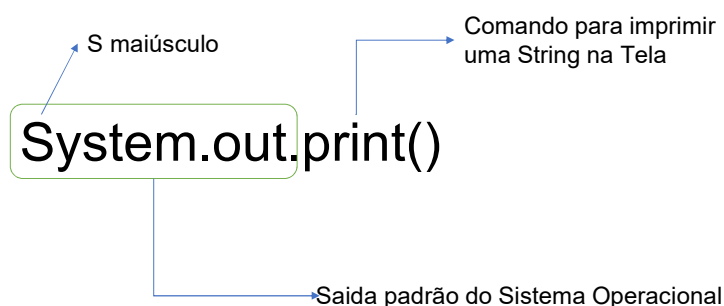 S maiúsculo
Comando para imprimir
uma String na Tela
System.out.print()
Saida padrão do Sistema Operacional